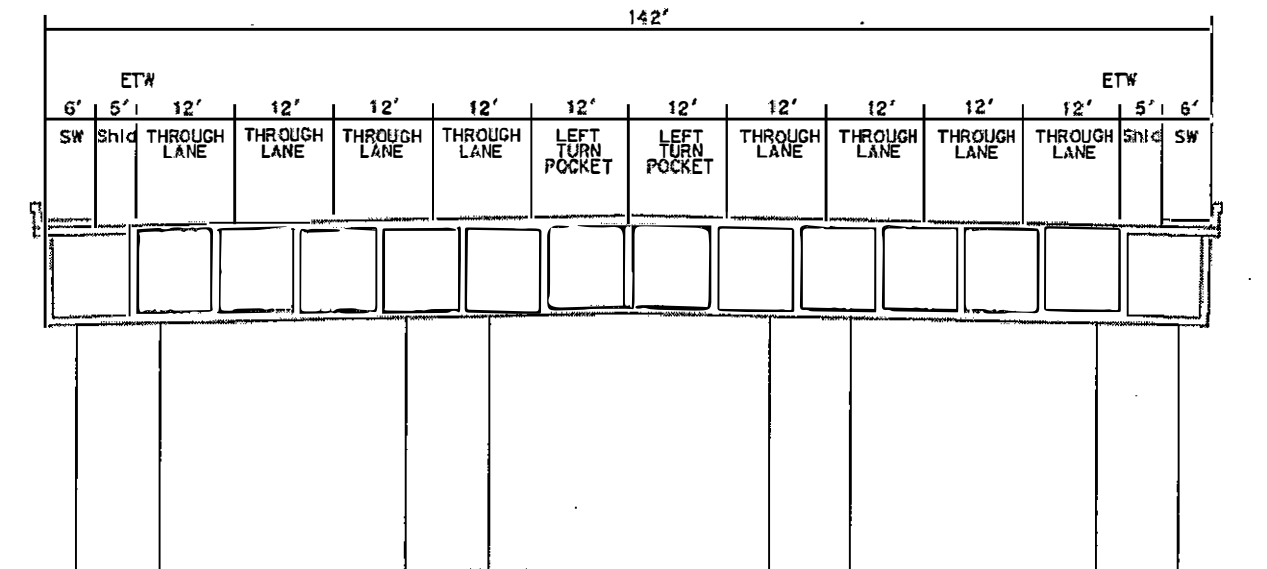 142'
ETW ETW
6' 5' 12' 12' 12' 12' 12' 12' 12' 12' 12' 12' 5' 6'
SW Shld THROUGH THROUGH THROUGH THROUGH LEFT LEFT THROUGH THROUGH THROUGH THROUGH Shld SW
LANE LANE LANE LANE TURN TURN LANE LANE LANE LANE
POCKET POCKET